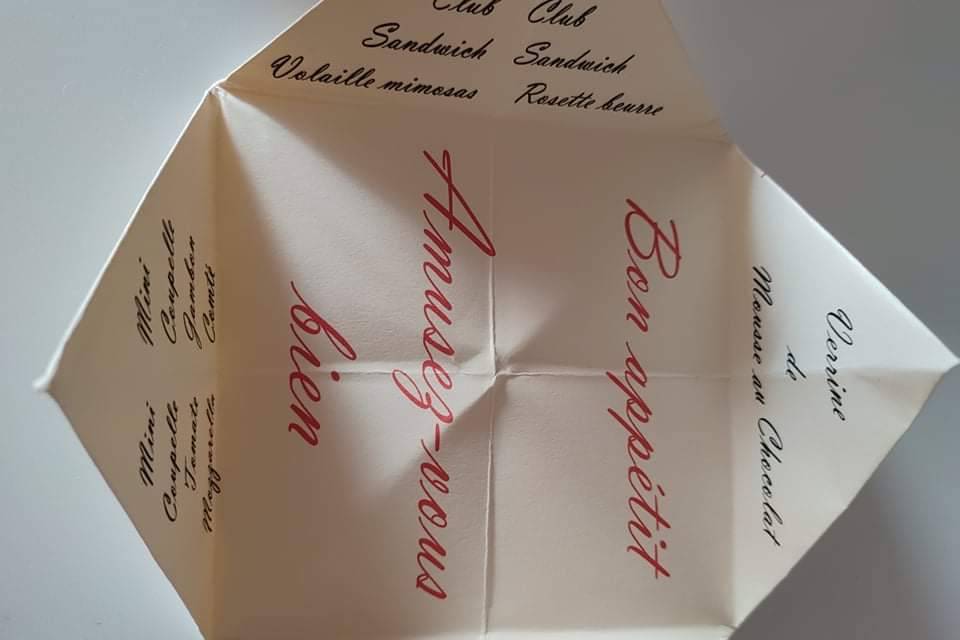 Club
Sandwich
Volaille mimosas
Club
Sandwich
Rosette beurre
Bon appétit
Amusez-vous
bien
Verrine
de
Mousse au Chocolat
Mini
Coupelle
Jambon
Comté
Mini
Coupelle
Tomate
Mozzarella